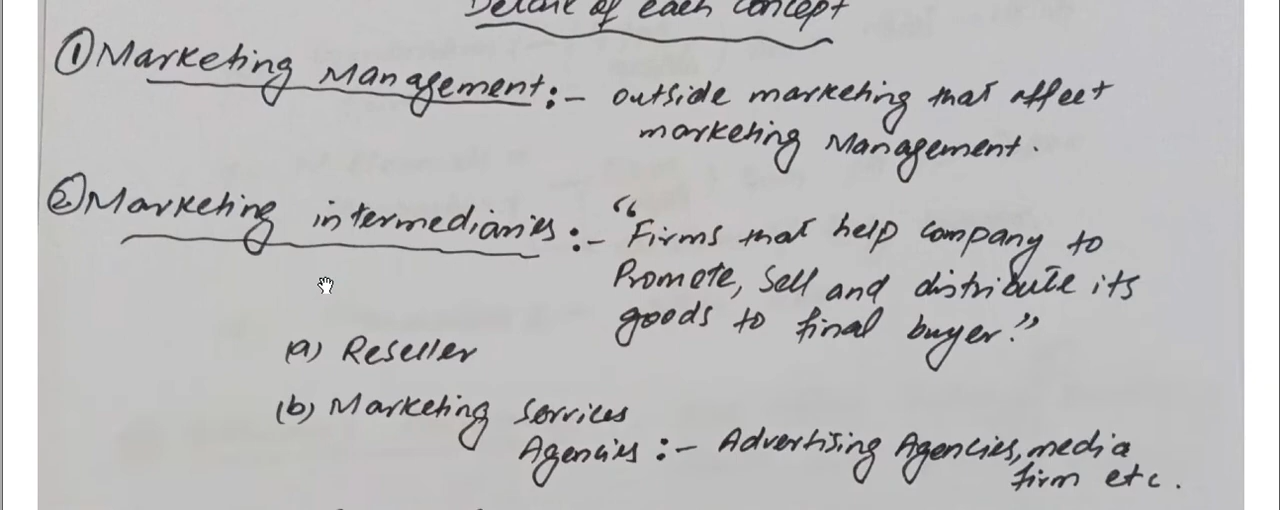 Detail of each concept
① Marketing Management :- outside marketing that affect
marketing Management.
② Marketing intermediaries :- "Firms that help company to
Promote, Sell and distribute its
goods to final buyer."
(a) Reseller
(b) Marketing Services
Agencies :- Advertising Agencies, media
firm etc.